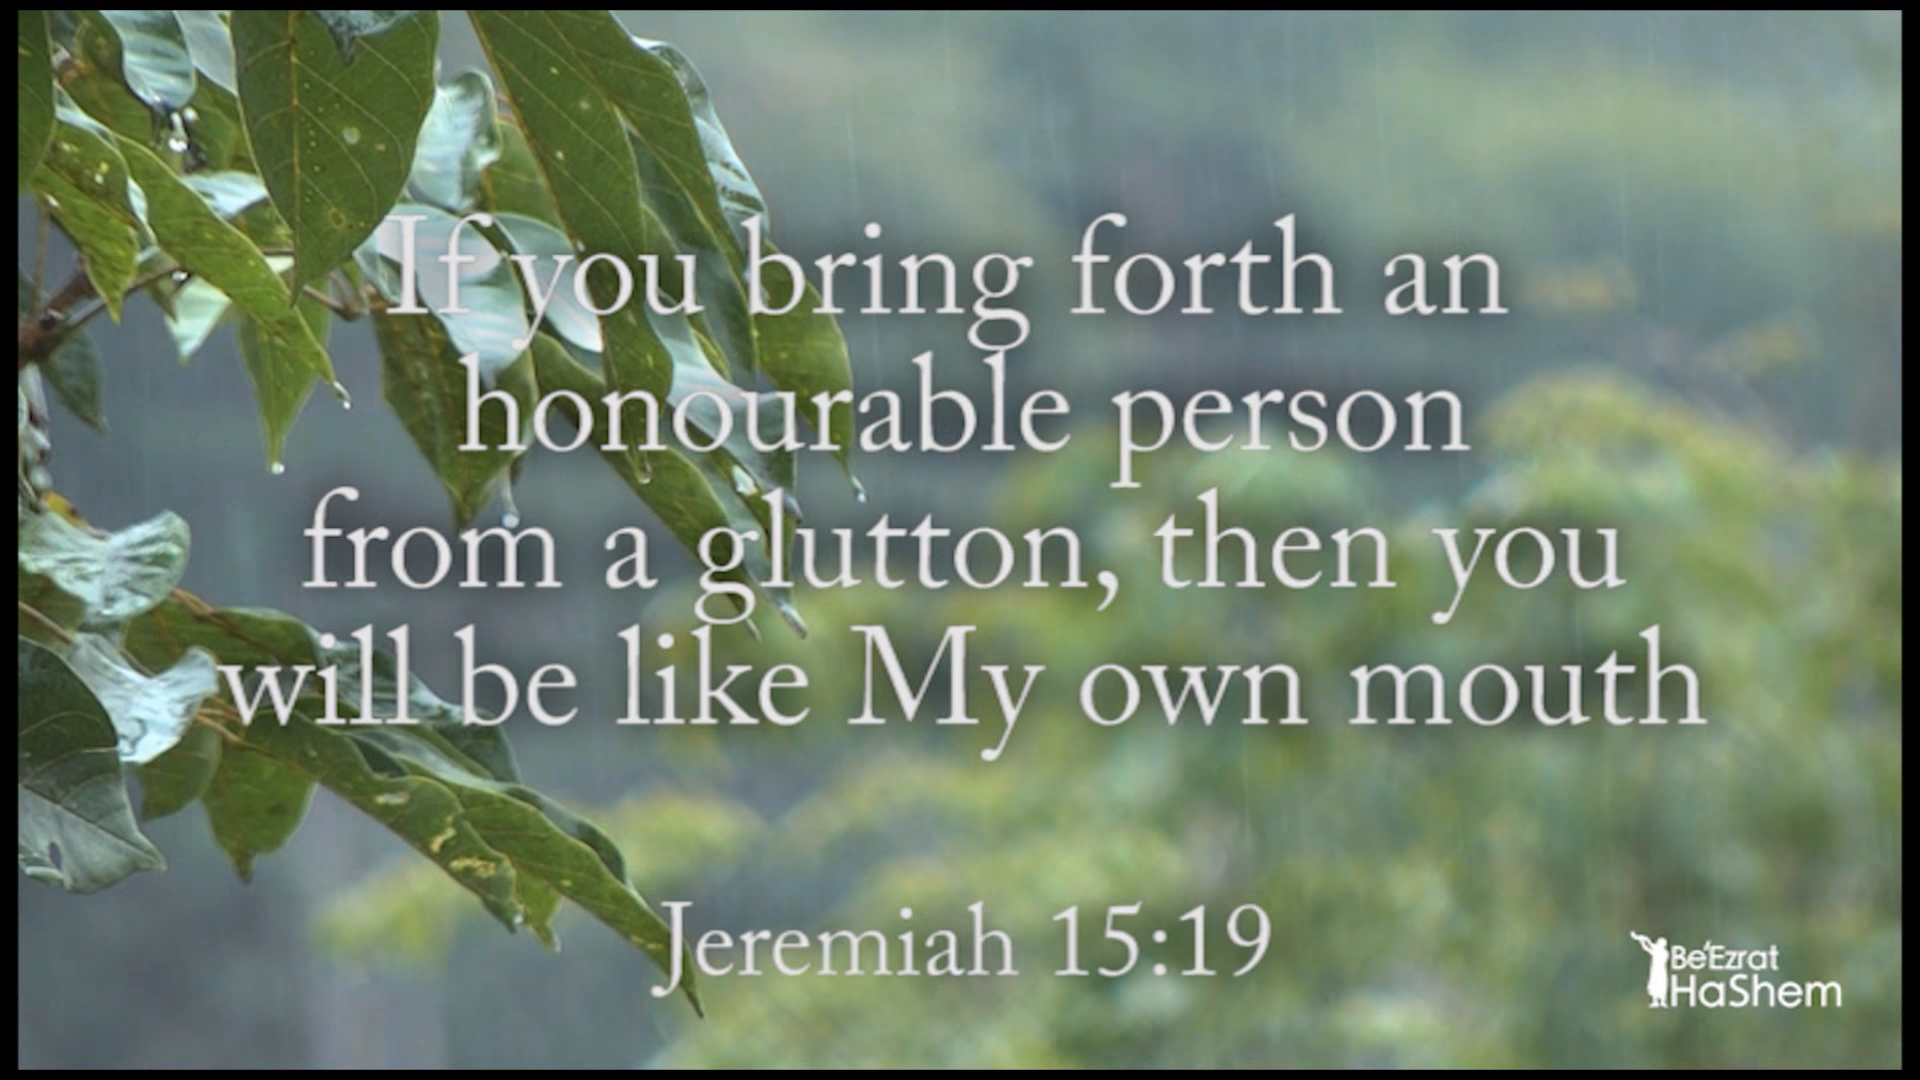 If you bring forth an
honourable person
from a glutton, then you
will be like My own mouth
Jeremiah 15:19
Be'Ezrat
HaShem